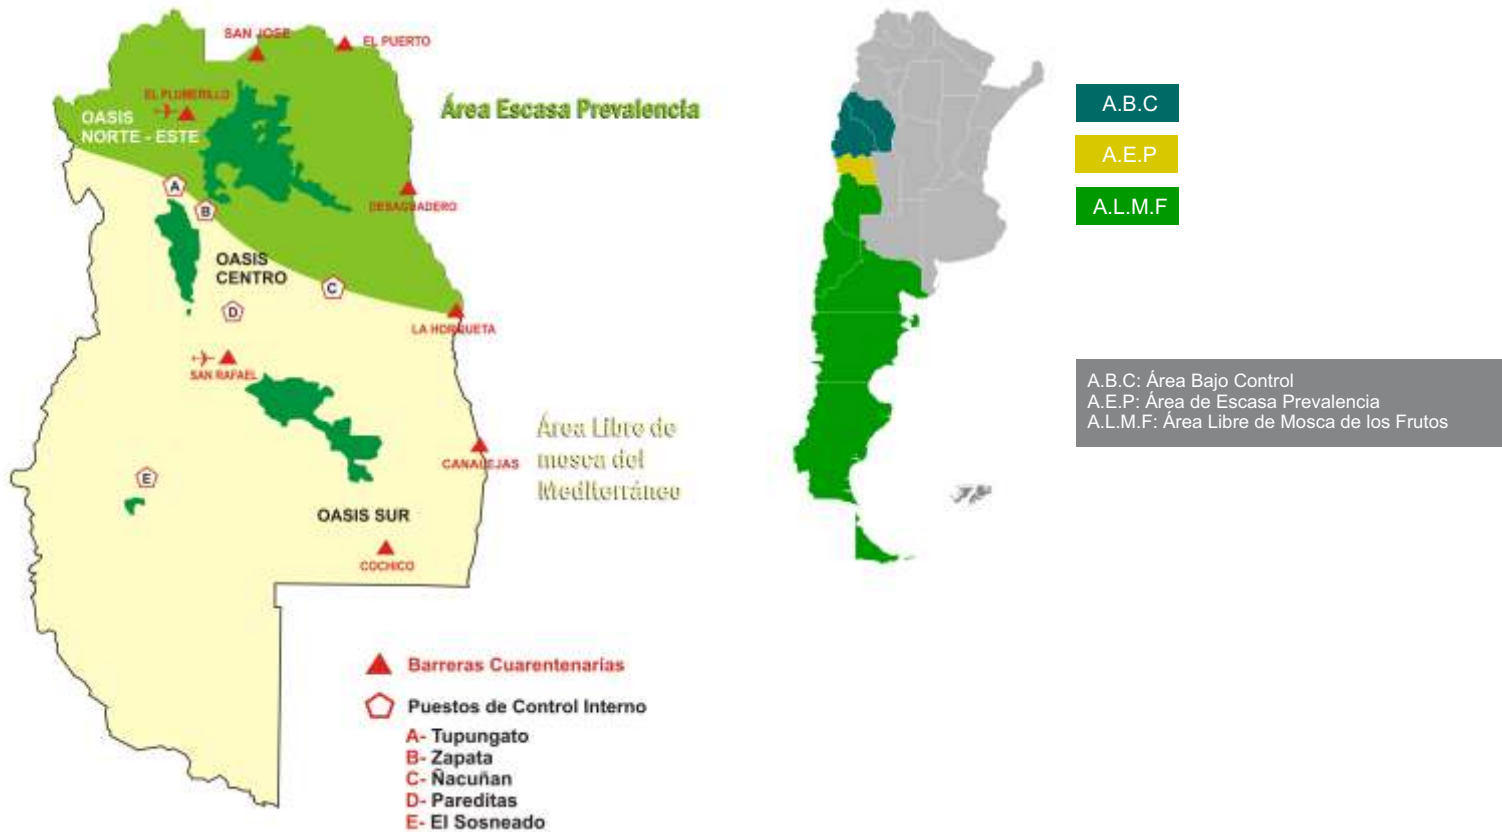 SAN JOSE
EL PUERTO
EL PLUMERILLO
OASIS
NORTE - ESTE
Área Escasa Prevalencia
A
B
DESAGUADERO
OASIS
CENTRO
C
D
LA HORQUETA
SAN RAFAEL
Área Libre de
mosca del
Mediterráneo
CANALEJAS
E
OASIS SUR
COCHICO
Barreras Cuarentenarias
Puestos de Control Interno
A- Tupungato
B- Zapata
C- Ñacuñan
D- Pareditas
E- El Sosneado
A.B.C
A.E.P
A.L.M.F
A.B.C: Área Bajo Control
A.E.P: Área de Escasa Prevalencia
A.L.M.F: Área Libre de Mosca de los Frutos